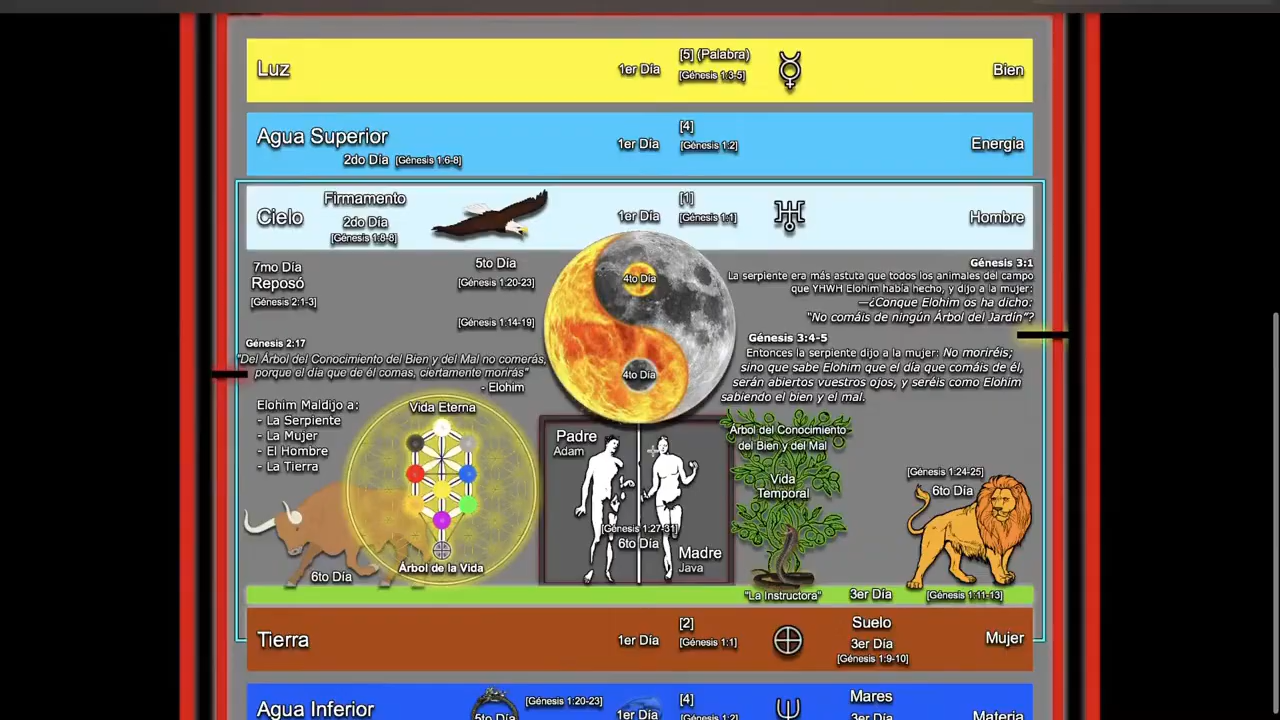 Luz
1er Día
[5] (Palabra)
[Génesis 1:3-5]
Bien
Agua Superior
2do Día [Génesis 1:6-8]
1er Día
[4]
[Génesis 1:2]
Energia
Cielo
Firmamento
2do Día
[Génesis 1:8-8]
1er Día
[1]
[Génesis 1:1]
Hombre
7mo Día
Reposó
[Génesis 2:1-3]
5to Día
[Génesis 1:20-23]
[Génesis 1:14-19]
4to Día
4to Día
Génesis 3:1
La serpiente era más astuta que todos los animales del campo
que YHWH Elohim había hecho, y dijo a la mujer:
—¿Conque Elohim os ha dicho:
"No comáis de ningún Árbol del Jardín"?
Génesis 3:4-5
Entonces la serpiente dijo a la mujer: No moriréis;
sino que sabe Elohim que el día que comáis de él,
serán abiertos vuestros ojos, y seréis como Elohim
sabiendo el bien y el mal.
Génesis 2:17
"Del Árbol del Conocimiento del Bien y del Mal no comerás,
porque el día que de él comas, ciertamente morirás"
- Elohim
Elohim Maldijo a:
- La Serpiente
- La Mujer
- El Hombre
- La Tierra
6to Día
Vida Eterna
Árbol de la Vida
Padre
Adam
[Génesis 1:27-31]
6to Día
Madre
Java
Árbol del Conocimiento
del Bien y del Mal
Vida
Temporal
"La Instructora"
[Génesis 1:24-25]
6to Día
3er Día
[Génesis 1:11-13]
Tierra
1er Día
[2]
[Génesis 1:1]
Suelo
3er Día
[Génesis 1:9-10]
Mujer
Agua Inferior
5to Día
[Génesis 1:20-23]
1er Día
[4]
[Génesis 1:2]
Mares
3er Día
Materia